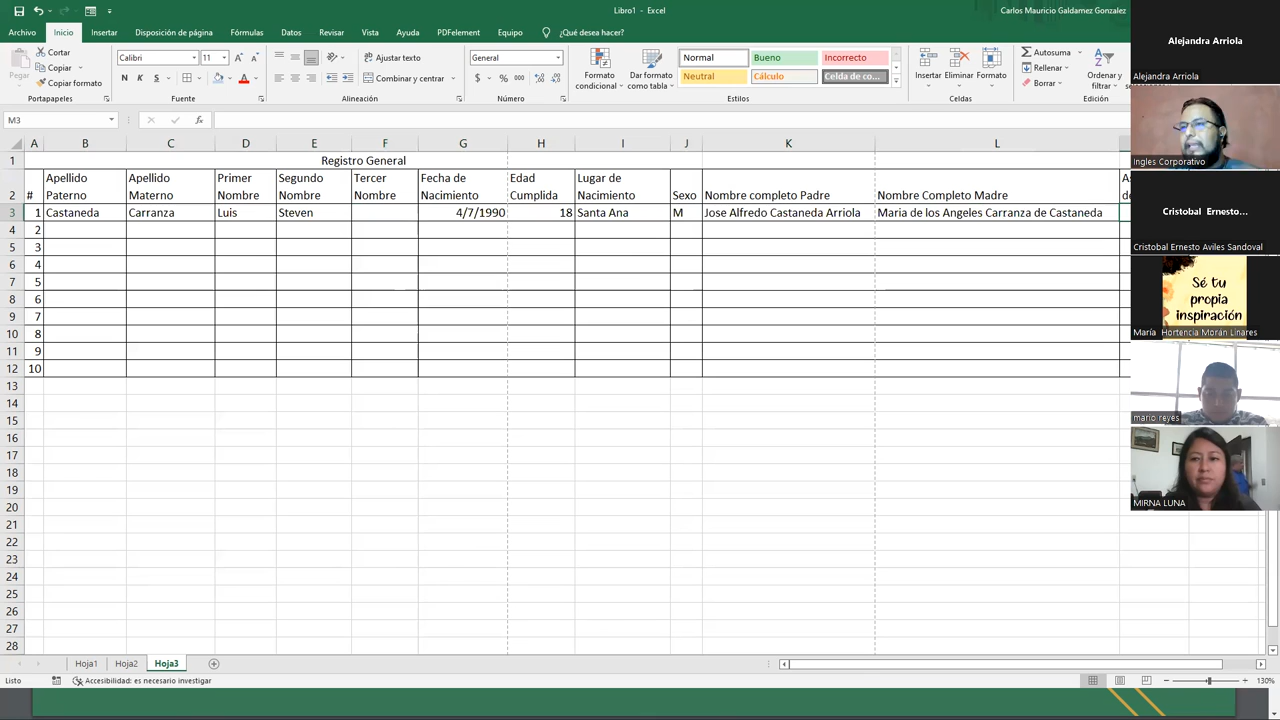 Libro1 - Excel
Carlos Mauricio Galdamez Gonzalez
Archivo Inicio Insertar Disposición de página Fórmulas Datos Revisar Vista Ayuda PDFelement Equipo ¿Qué desea hacer?
Pegar
Cortar
Copiar
Copiar formato
Portapapeles
Calibri 11
N K S
Fuente
Ajustar texto
Combinar y centrar
Alineación
General
$ % 000
Número
Formato condicional
Dar formato como tabla
Normal Bueno Incorrecto
Neutral Cálculo Celda de co...
Estilos
Insertar Eliminar Formato
Celdas
Autosuma
Rellenar
Borrar
Ordenar y filtrar
Edición
M3
fx
A B C D E F G H I J K L
1 Registro General
2 # Apellido Paterno Apellido Materno Primer Nombre Segundo Nombre Tercer Nombre Fecha de Nacimiento Edad Cumplida Lugar de Nacimiento Sexo Nombre completo Padre Nombre Completo Madre
3 1 Castaneda Carranza Luis Steven 4/7/1990 18 Santa Ana M Jose Alfredo Castaneda Arriola Maria de los Angeles Carranza de Castaneda
4 2
5 3
6 4
7 5
8 6
9 7
10 8
11 9
12 10
13
14
15
16
17
18
19
20
21
22
23
24
25
26
27
28
Hoja1 Hoja2 Hoja3
Listo Accesibilidad: es necesario investigar 130%
Alejandra Arriola
Alejandra Arriola
Ingles Corporativo
Cristobal Ernesto...
Cristobal Ernesto Aviles Sandoval
Sé tu
propia
inspiración
María Hortencia Morán Linares
mario reyes
MIRNA LUNA